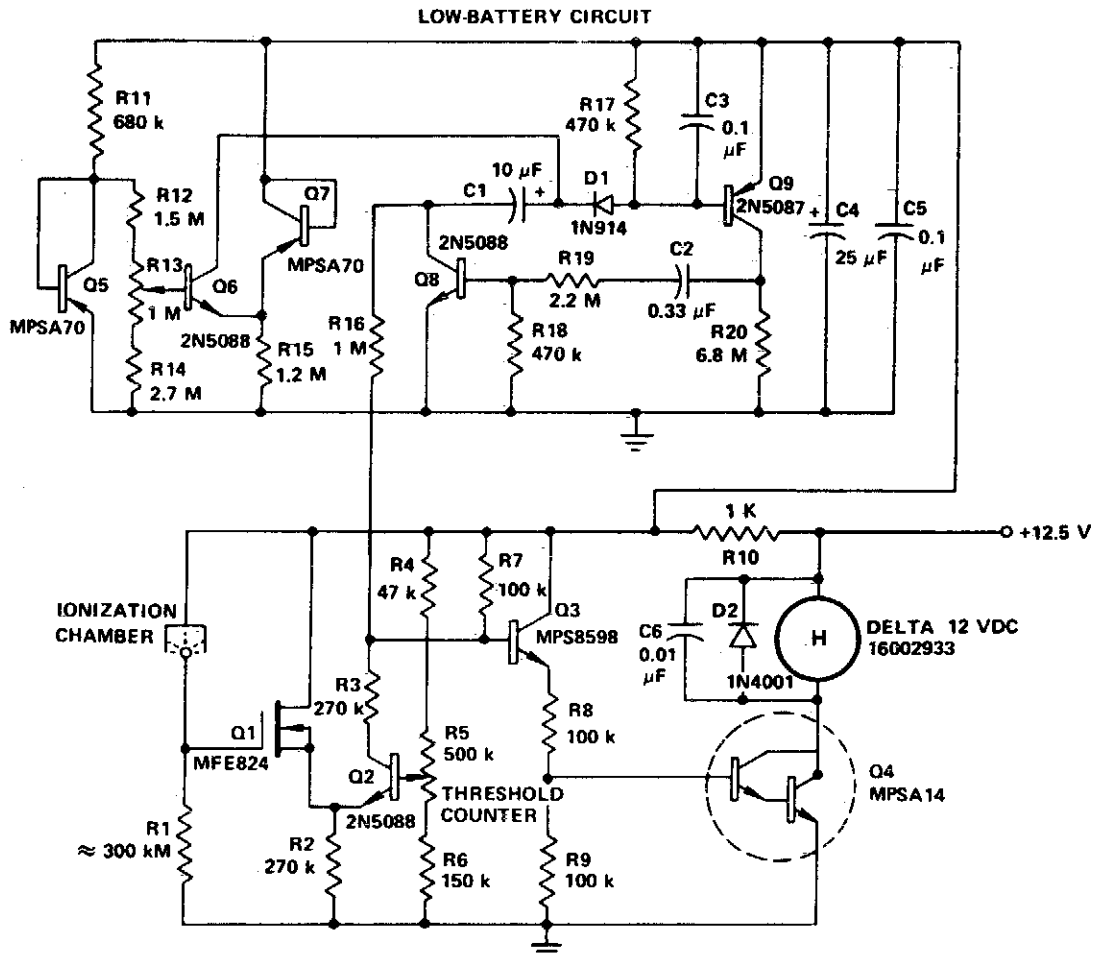 LOW-BATTERY CIRCUIT
R11
680 k
R17
470 k
C3
0.1
µF
R12
1.5 M
Q7
MPSA70
10 µF
C1
+
D1
1N914
Q9
2N5087
+
C4
25 µF
C5
0.1
µF
Q5
MPSA70
R13
1 M
Q6
2N5088
2N5088
Q8
R19
2.2 M
C2
0.33 µF
R14
2.7 M
R15
1.2 M
R16
1 M
R18
470 k
R20
6.8 M
1 K
R10
+12.5 V
R4
47 k
R7
100 k
Q3
MPS8598
IONIZATION
CHAMBER
C6
0.01
µF
D2
1N4001
H
DELTA 12 VDC
16002933
R3
270 k
R8
100 k
Q1
MFE824
R5
500 k
Q2
2N5088
THRESHOLD
COUNTER
Q4
MPSA14
R1
≈ 300 kM
R2
270 k
R6
150 k
R9
100 k